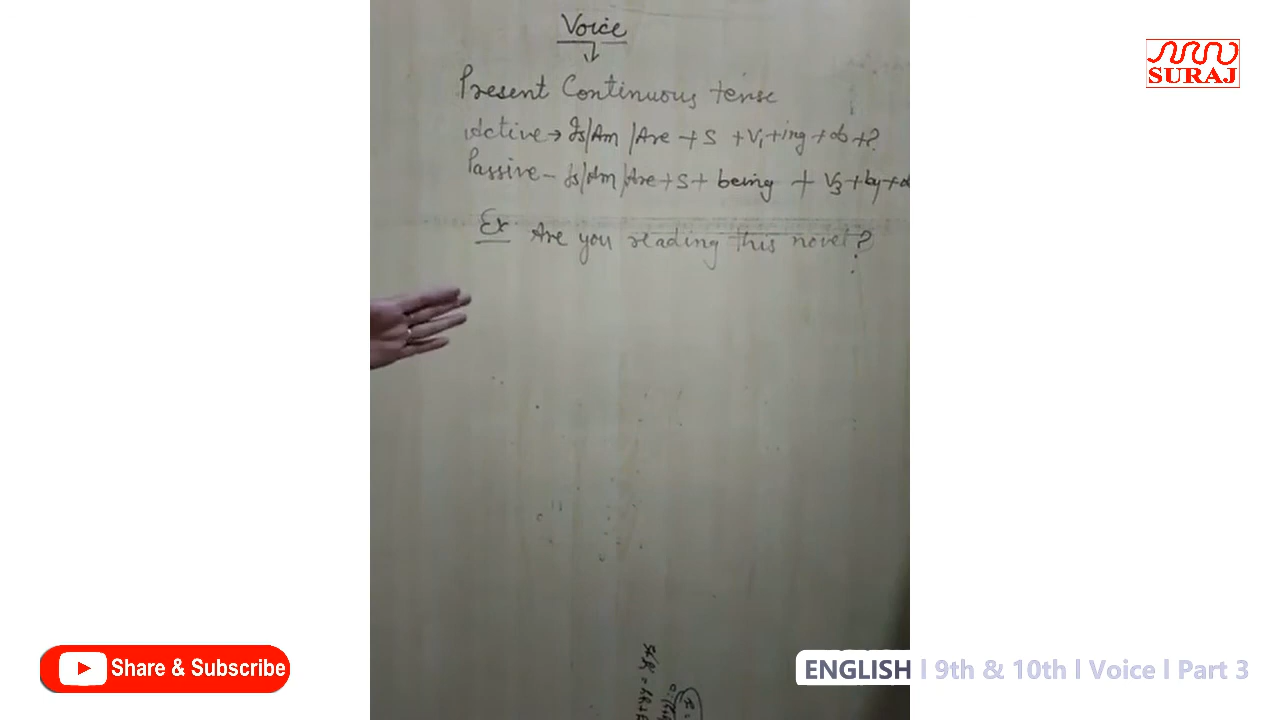 Voice
Present Continuous tense
Active → Is/Am/Are + S + V₁+ing + ob + ?
Passive – Is/Am/Are + S + being + V₃ + by + o
Ex Are you reading this novel?
SURAJ
Share & Subscribe
ENGLISH | 9th & 10th | Voice | Part 3